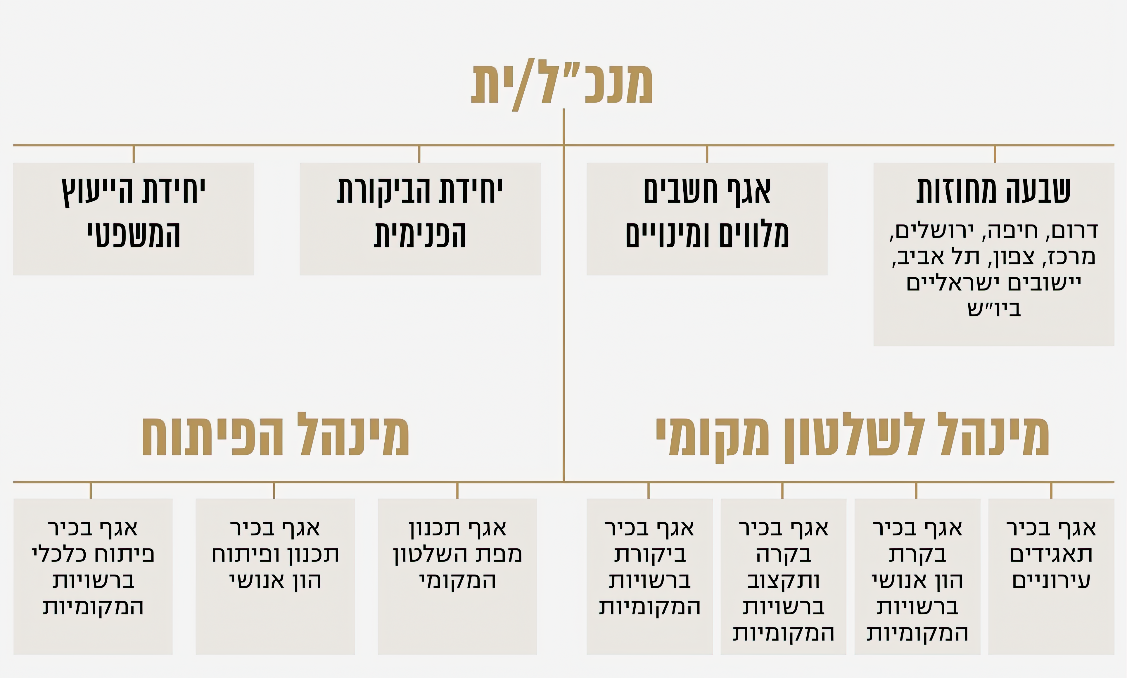 מנכ״ל/ית
שבעה מחוזות
דרום, חיפה, ירושלים,
מרכז, צפון, תל אביב,
יישובים ישראליים
ביו״ש
אגף חשבים
מלווים ומינויים
יחידת הביקורת
הפנימית
יחידת הייעוץ
המשפטי
מינהל לשלטון מקומי
אגף בכיר
תאגידים
עירוניים
אגף בכיר
בקרת
הון אנושי
ברשויות
המקומיות
אגף בכיר
בקרה
ותקצוב
ברשויות
המקומיות
אגף בכיר
ביקורת
ברשויות
המקומיות
מינהל הפיתוח
אגף תכנון
מפת השלטון
המקומי
אגף בכיר
תכנון ופיתוח
הון אנושי
אגף בכיר
פיתוח כלכלי
ברשויות
המקומיות